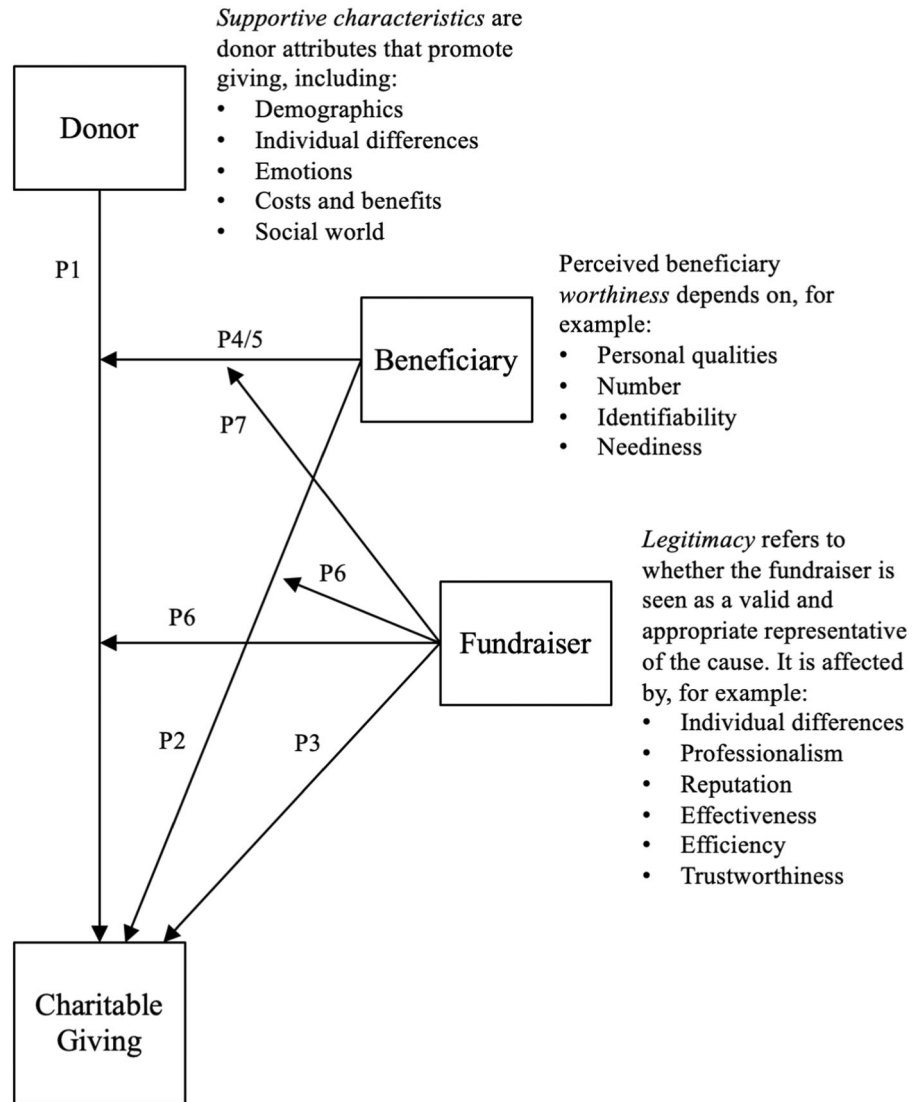 Supportive characteristics are
donor attributes that promote
giving, including:
• Demographics
• Individual differences
• Emotions
• Costs and benefits
• Social world
Donor
P1
Perceived beneficiary
worthiness depends on, for
example:
• Personal qualities
• Number
• Identifiability
• Neediness
P4/5
Beneficiary
P7
Legitimacy refers to
whether the fundraiser is
seen as a valid and
appropriate representative
of the cause. It is affected
by, for example:
• Individual differences
• Professionalism
• Reputation
• Effectiveness
• Efficiency
• Trustworthiness
P6
P6
Fundraiser
P2
P3
Charitable
Giving